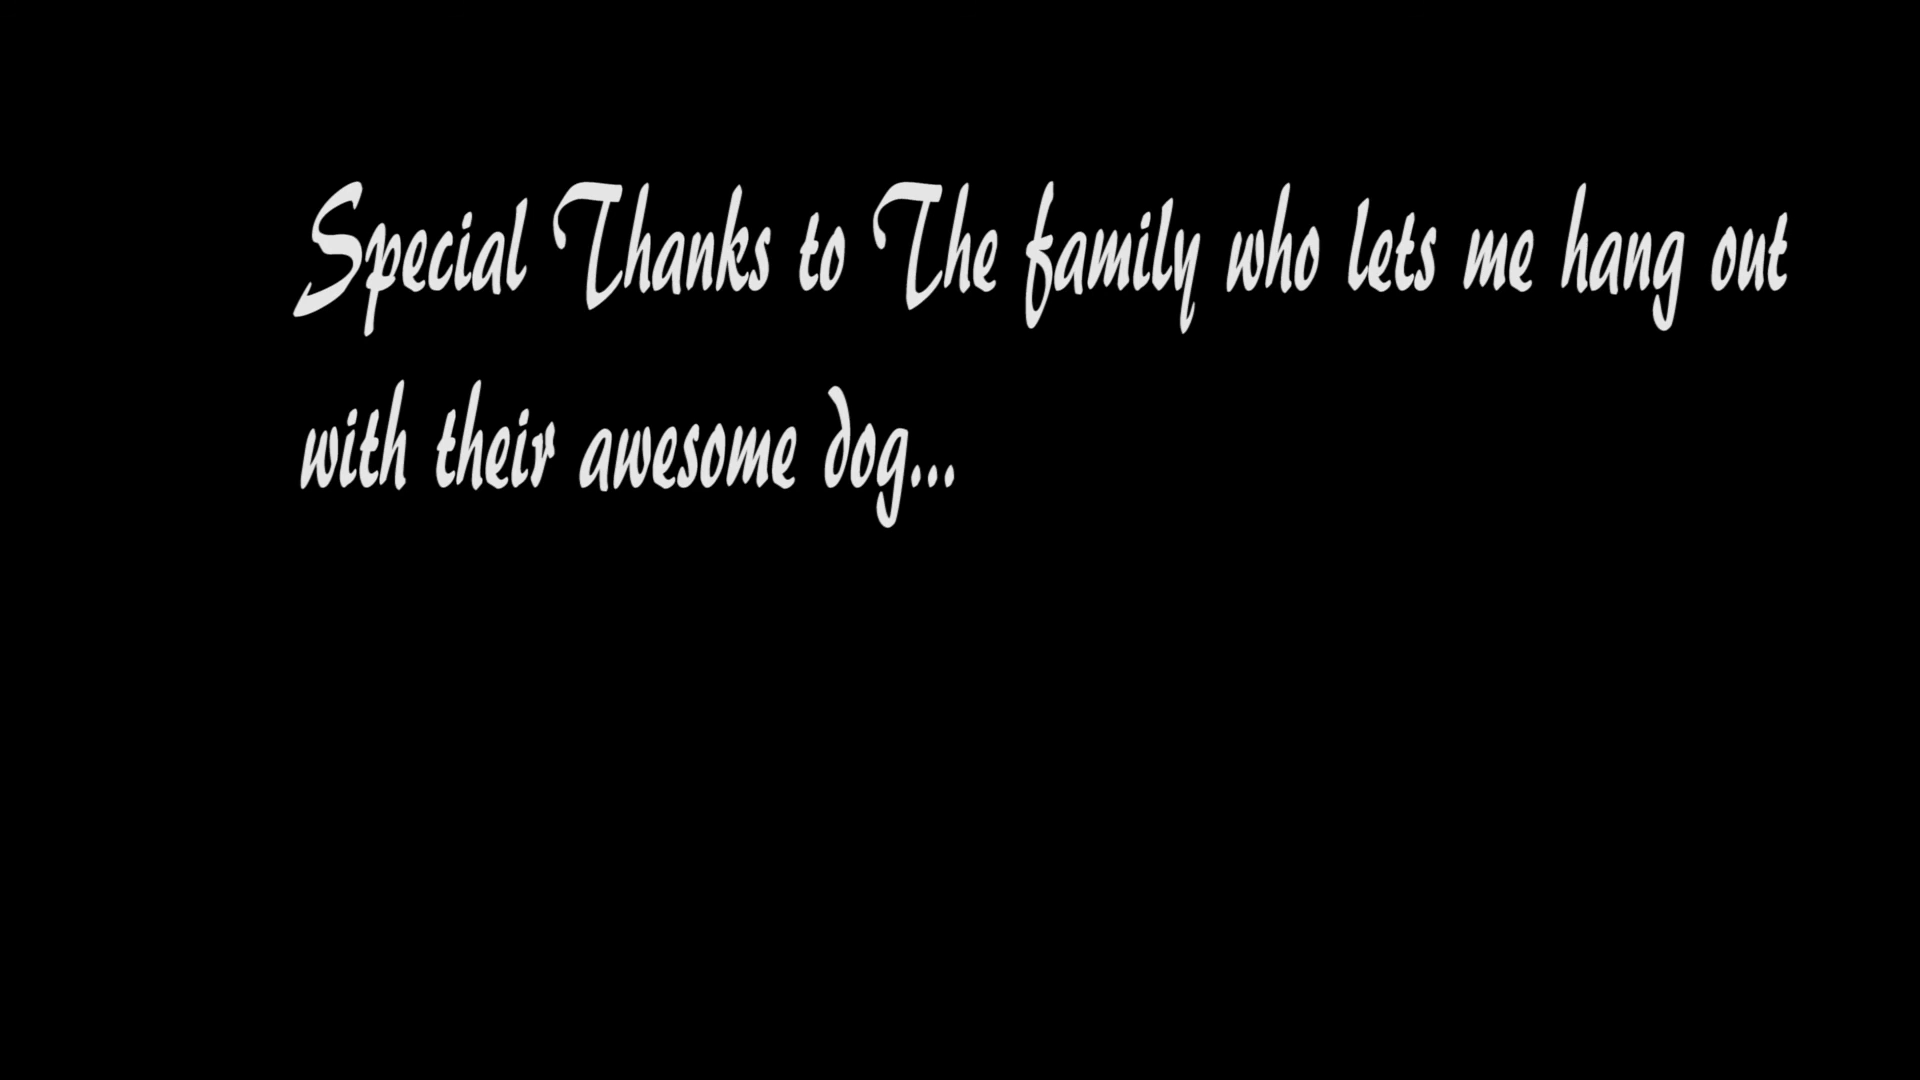 Special Thanks to The family who lets me hang out
with their awesome dog...